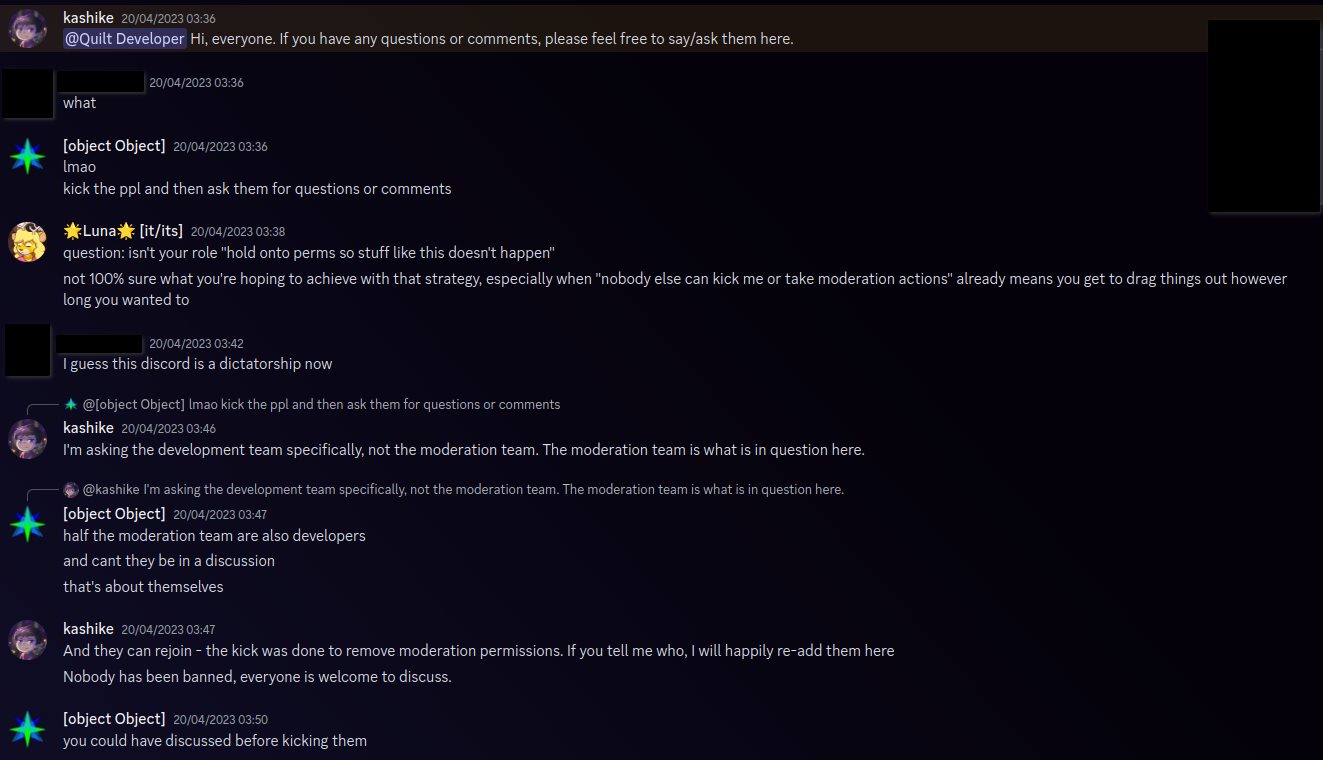 kashike 20/04/2023 03:36
@Quilt Developer Hi, everyone. If you have any questions or comments, please feel free to say/ask them here.
20/04/2023 03:36
what
[object Object] 20/04/2023 03:36
lmao
kick the ppl and then ask them for questions or comments
🌟Luna🌟 [it/its] 20/04/2023 03:38
question: isn't your role "hold onto perms so stuff like this doesn't happen"
not 100% sure what you're hoping to achieve with that strategy, especially when "nobody else can kick me or take moderation actions" already means you get to drag things out however
long you wanted to
20/04/2023 03:42
I guess this discord is a dictatorship now
@[object Object] lmao kick the ppl and then ask them for questions or comments
kashike 20/04/2023 03:46
I'm asking the development team specifically, not the moderation team. The moderation team is what is in question here.
@kashike I'm asking the development team specifically, not the moderation team. The moderation team is what is in question here.
[object Object] 20/04/2023 03:47
half the moderation team are also developers
and cant they be in a discussion
that's about themselves
kashike 20/04/2023 03:47
And they can rejoin - the kick was done to remove moderation permissions. If you tell me who, I will happily re-add them here
Nobody has been banned, everyone is welcome to discuss.
[object Object] 20/04/2023 03:50
you could have discussed before kicking them